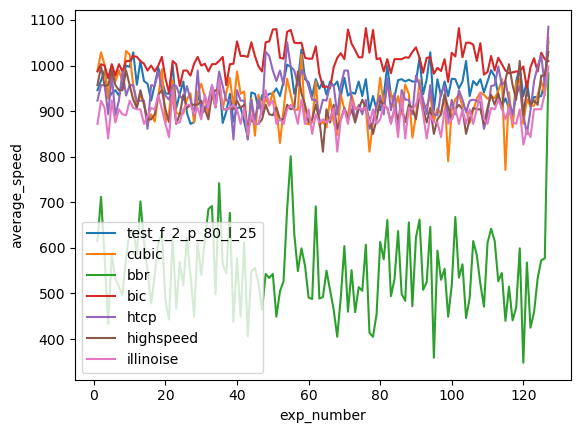 1100
1000
900
800
700
600
500
400
average_speed
test_f_2_p_80_l_25
cubic
bbr
bic
htcp
highspeed
illinoise
0 20 40 60 80 100 120
exp_number